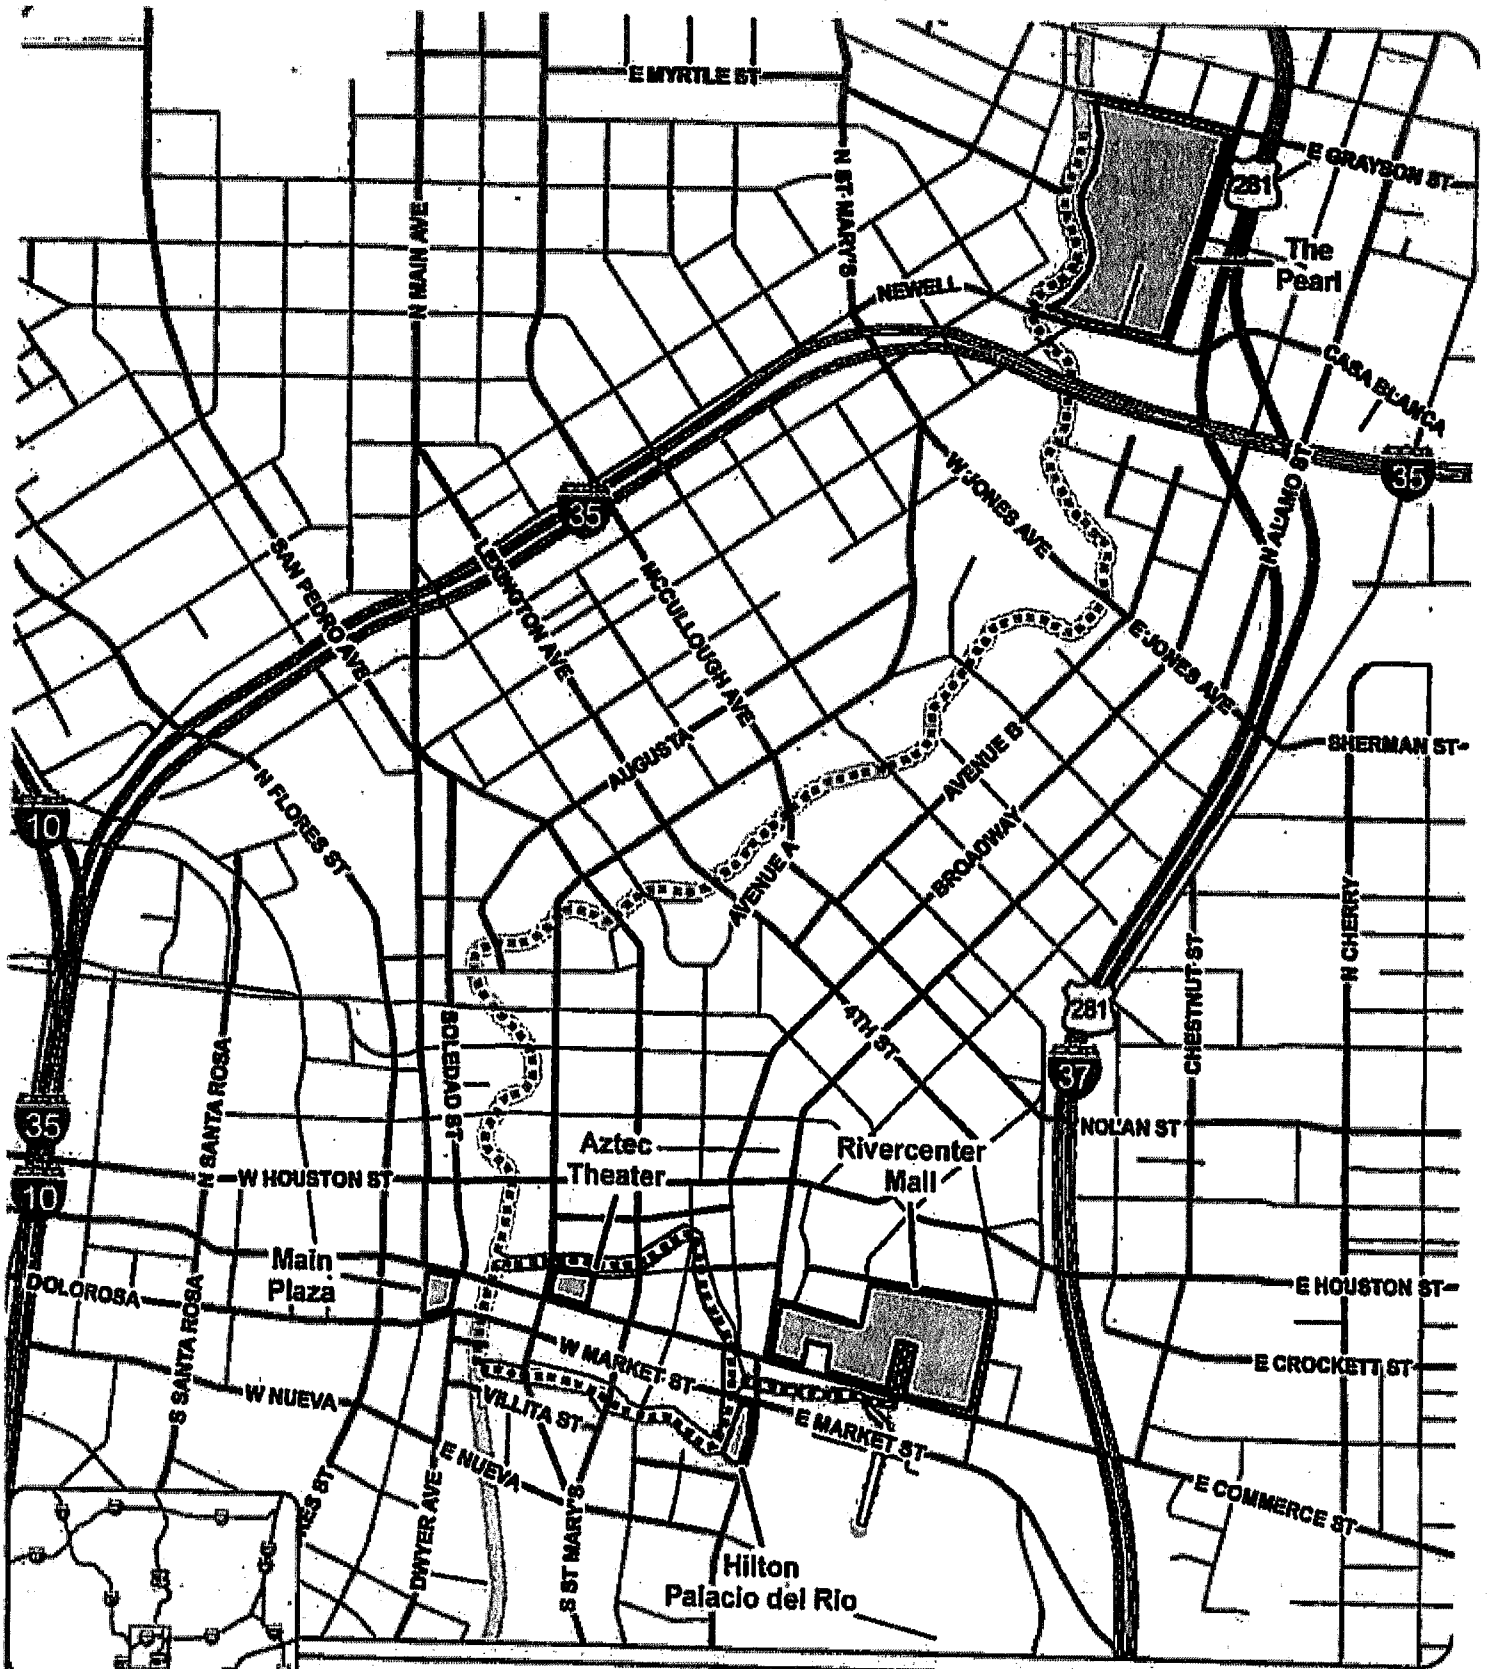 E MYRTLE ST
N ST MARY'S
E GRAYSON ST
281
The
Pearl
N MAIN AVE
NEWELL
CASA BLANCA
35
W JONES AVE
35
N ALAMO ST
SAN PEDRO AVE
LEXINGTON AVE
MCCULLOUGH AVE
E JONES AVE
SHERMAN ST
AUGUSTA
AVENUE B
N FLORES ST
10
BROADWAY
AVENUE A
N CHERRY
CHESTNUT ST
281
4TH ST
SOLEDAD ST
37
N SANTA ROSA
35
NOLAN ST
Aztec
Theater
Rivercenter
Mall
W HOUSTON ST
10
Main
Plaza
DOLOROSA
E HOUSTON ST
S SANTA ROSA
W MARKET ST
E CROCKETT ST
W NUEVA
VILLITA ST
E MARKET ST
E NUEVA
E COMMERCE ST
RES ST
DWYER AVE
S ST MARY'S
Hilton
Palacio del Rio